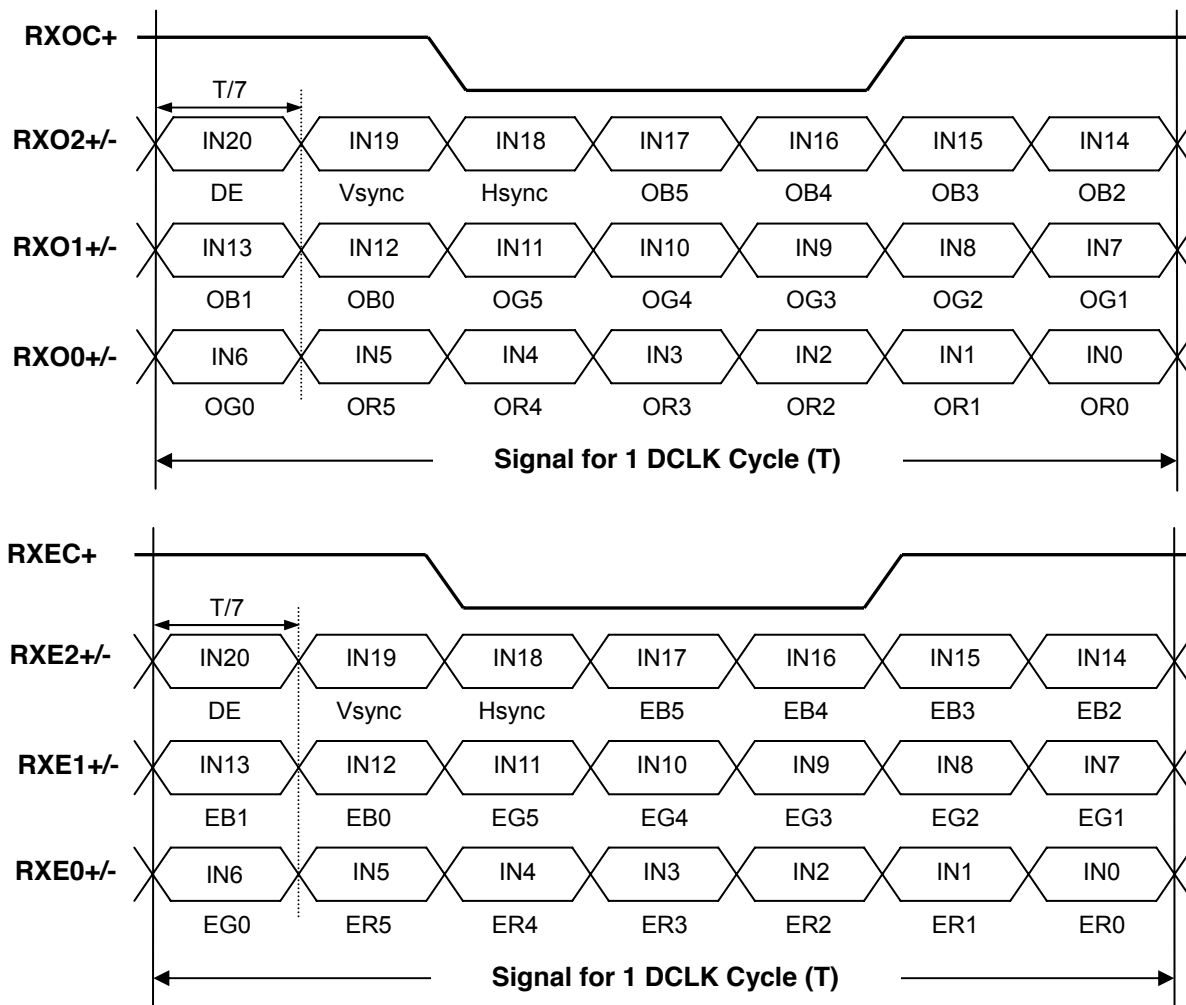 RXOC+
T/7
RXO2+/- IN20 IN19 IN18 IN17 IN16 IN15 IN14
DE Vsync Hsync OB5 OB4 OB3 OB2
RXO1+/- IN13 IN12 IN11 IN10 IN9 IN8 IN7
OB1 OB0 OG5 OG4 OG3 OG2 OG1
RXO0+/- IN6 IN5 IN4 IN3 IN2 IN1 IN0
OG0 OR5 OR4 OR3 OR2 OR1 OR0
Signal for 1 DCLK Cycle (T)
RXEC+
T/7
RXE2+/- IN20 IN19 IN18 IN17 IN16 IN15 IN14
DE Vsync Hsync EB5 EB4 EB3 EB2
RXE1+/- IN13 IN12 IN11 IN10 IN9 IN8 IN7
EB1 EB0 EG5 EG4 EG3 EG2 EG1
RXE0+/- IN6 IN5 IN4 IN3 IN2 IN1 IN0
EG0 ER5 ER4 ER3 ER2 ER1 ER0
Signal for 1 DCLK Cycle (T)